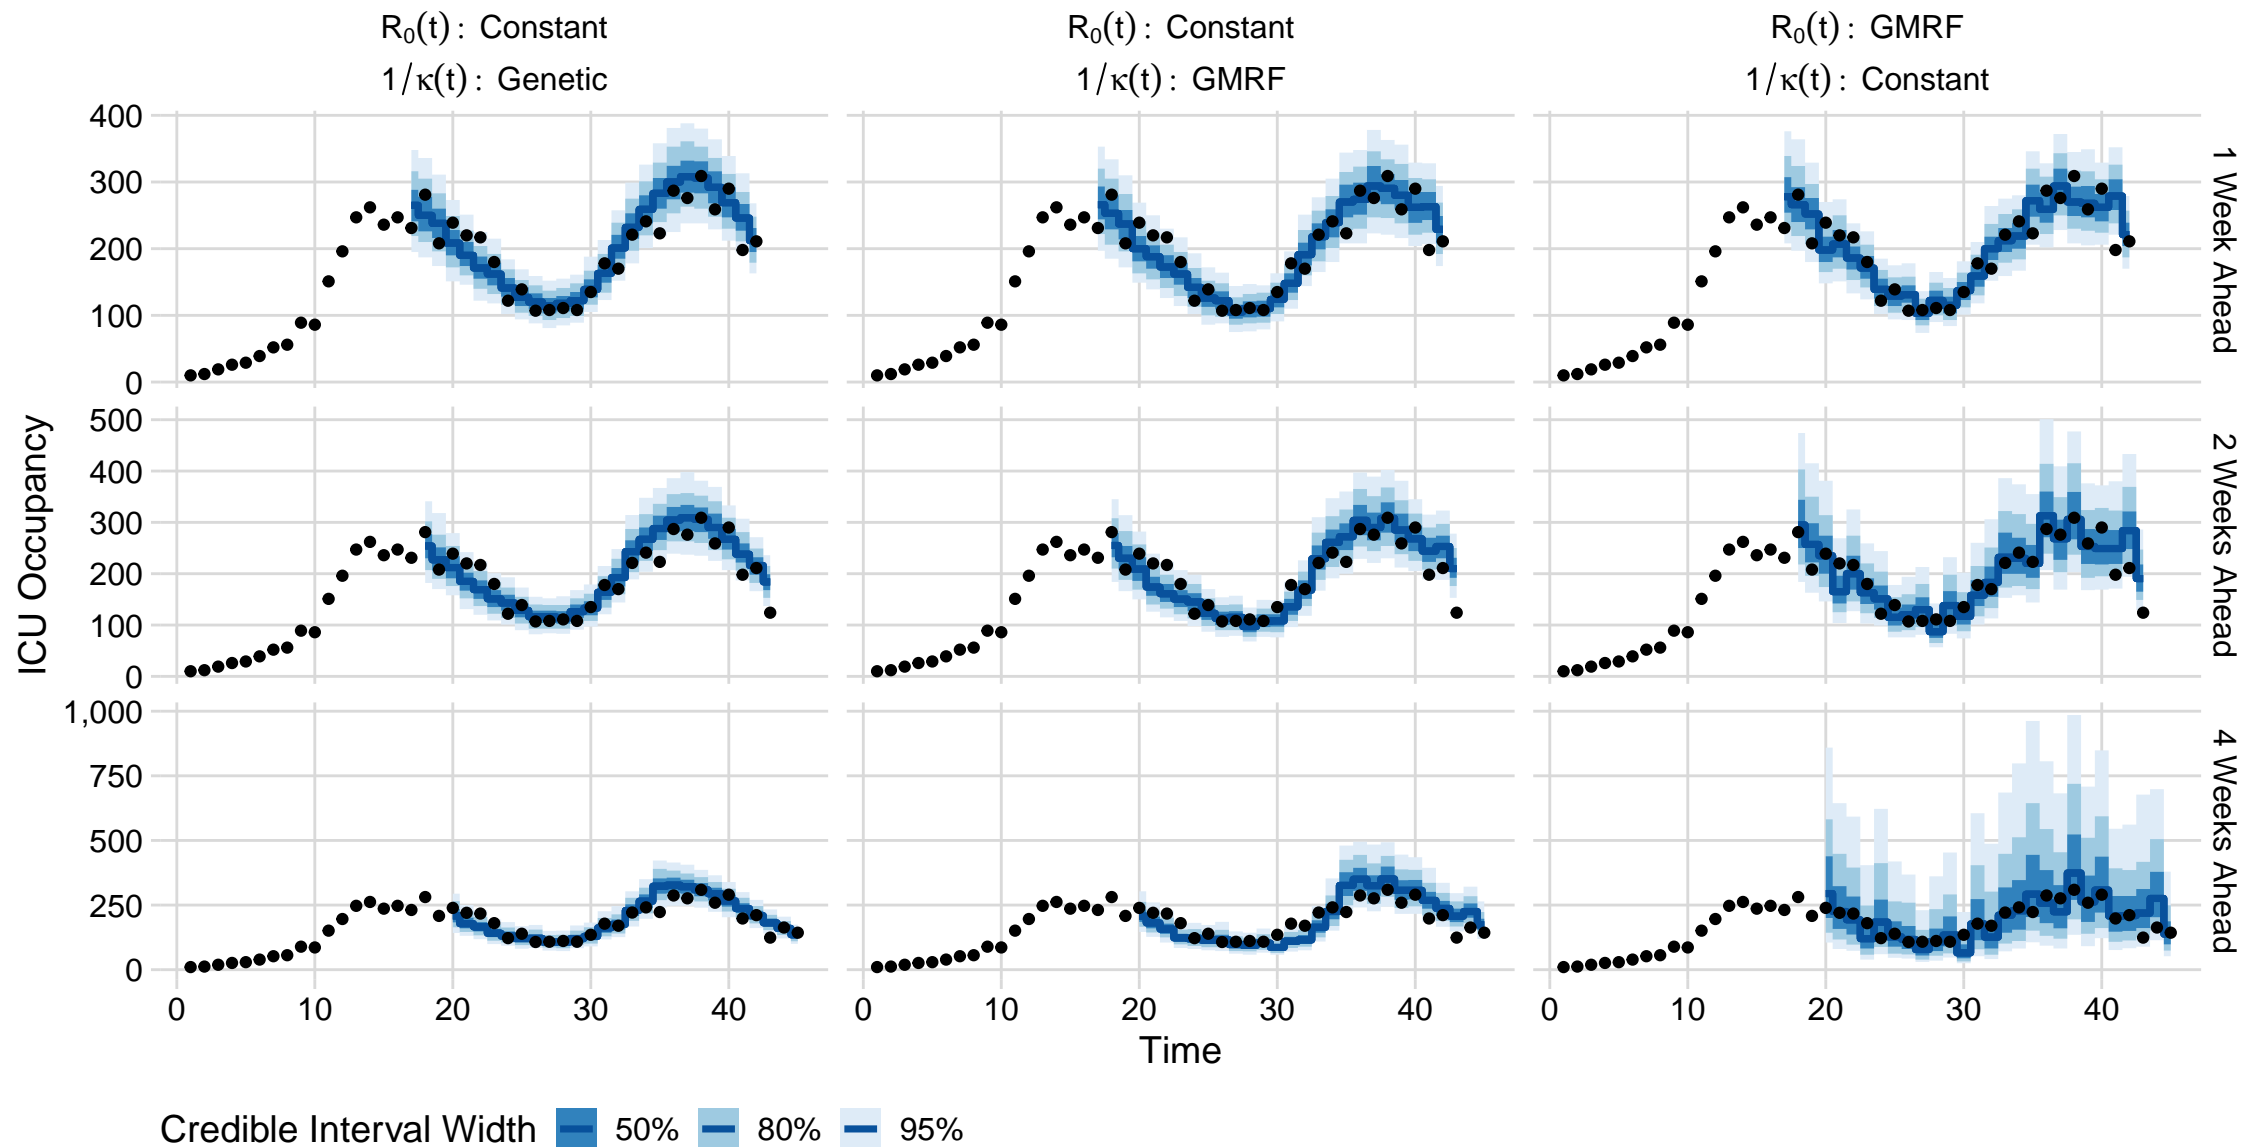 R₀(t) : Constant
1/κ(t) : Genetic
R₀(t) : Constant
1/κ(t) : GMRF
R₀(t) : GMRF
1/κ(t) : Constant
400
300
200
100
0
1 Week Ahead
500
400
300
200
100
0
2 Weeks Ahead
1,000
750
500
250
0
4 Weeks Ahead
ICU Occupancy
0 10 20 30 40
0 10 20 30 40
0 10 20 30 40
Time
Credible Interval Width 50% 80% 95%